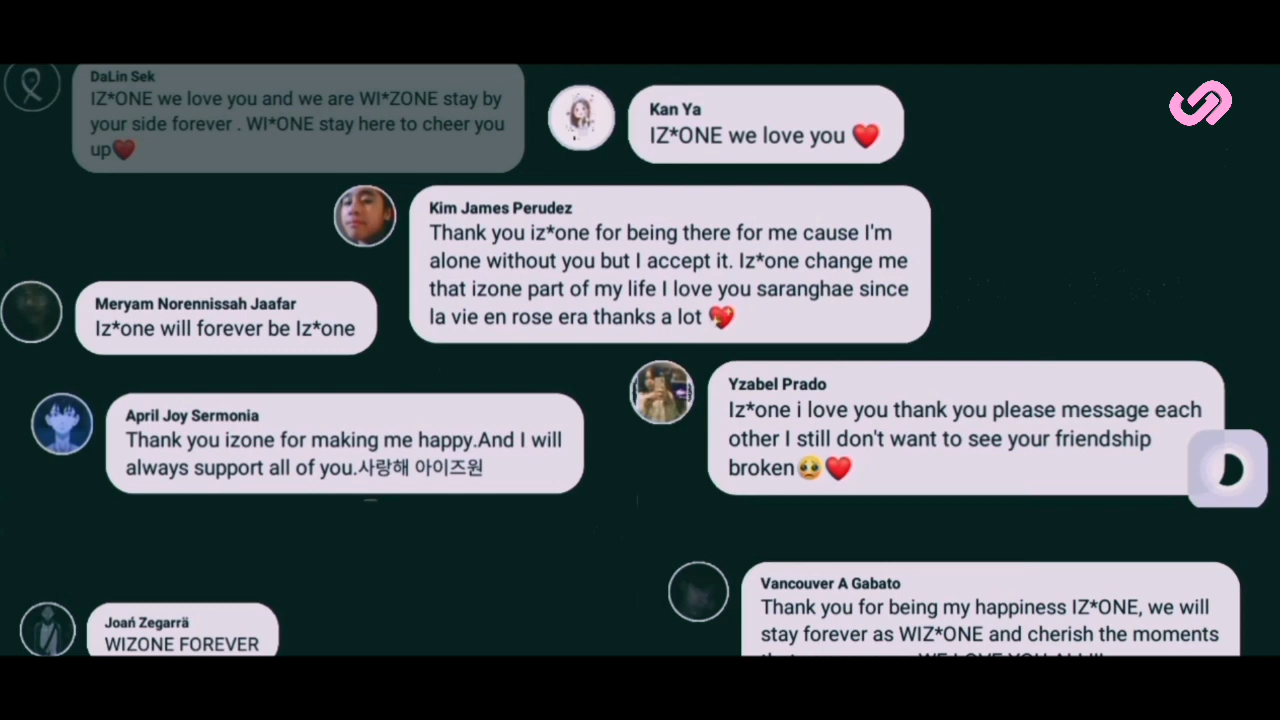 DaLin Sek
IZ*ONE we love you and we are WI*ZONE stay by
your side forever . WI*ONE stay here to cheer you
up❤️
Kan Ya
IZ*ONE we love you ❤️
Kim James Perudez
Thank you iz*one for being there for me cause I'm
alone without you but I accept it. Iz*one change me
that izone part of my life I love you saranghae since
la vie en rose era thanks a lot 💖
Meryam Norennissah Jaafar
Iz*one will forever be Iz*one
April Joy Sermonia
Thank you izone for making me happy.And I will
always support all of you.사랑해 아이즈원
Yzabel Prado
Iz*one i love you thank you please message each
other I still don't want to see your friendship
broken🥺❤️
Joań Zegarrä
WIZONE FOREVER
Vancouver A Gabato
Thank you for being my happiness IZ*ONE, we will
stay forever as WIZ*ONE and cherish the moments